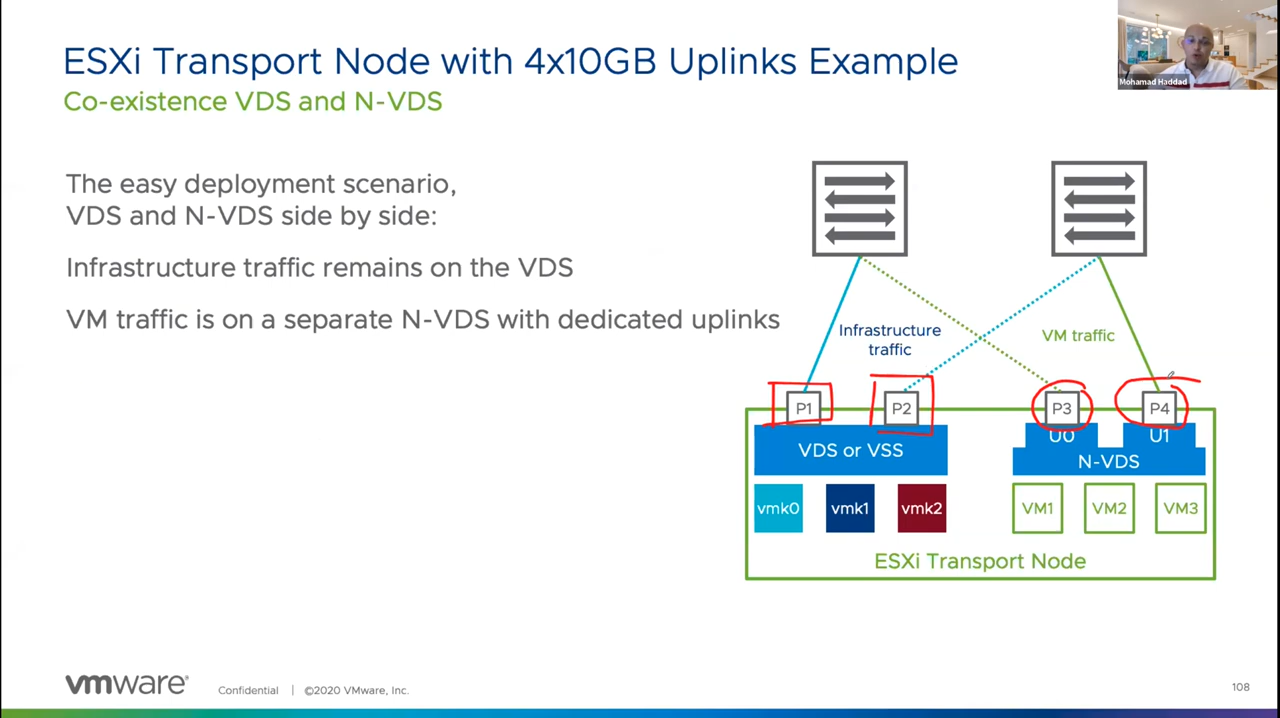 ESXi Transport Node with 4x10GB Uplinks Example
Co-existence VDS and N-VDS
Mohamad Haddad
The easy deployment scenario,
VDS and N-VDS side by side:
Infrastructure traffic remains on the VDS
VM traffic is on a separate N-VDS with dedicated uplinks
Infrastructure
traffic
VM traffic
P1
P2
P3
P4
VDS or VSS
U0
U1
N-VDS
vmk0
vmk1
vmk2
VM1
VM2
VM3
ESXi Transport Node
vmware®
Confidential | ©2020 VMware, Inc.
108